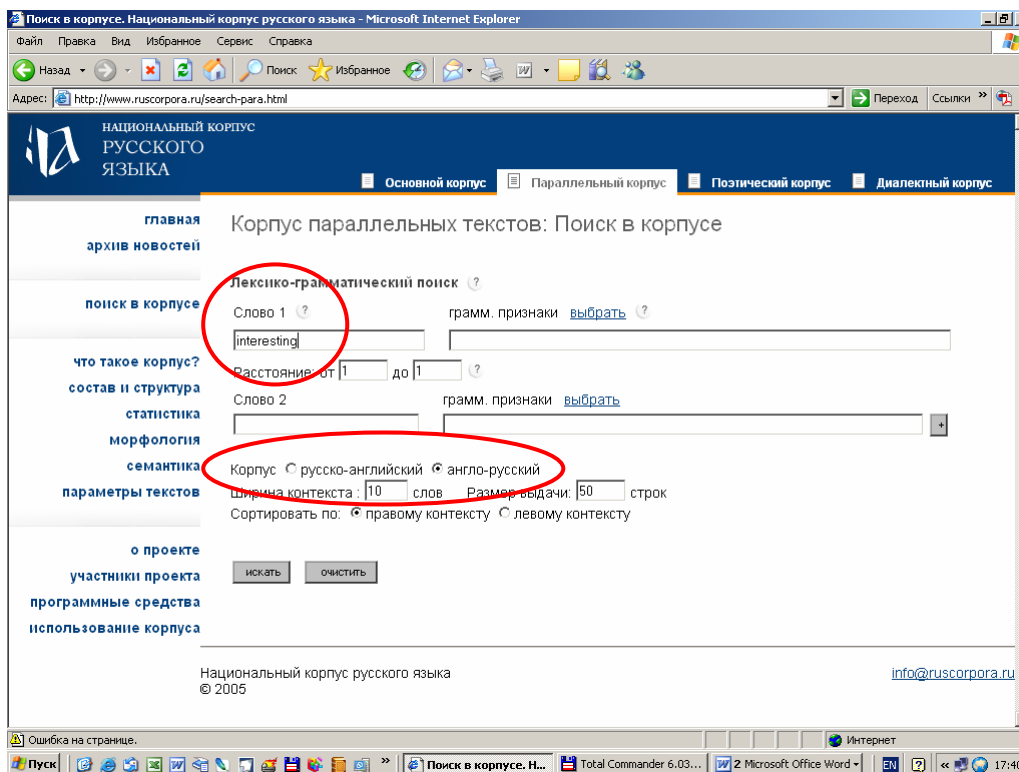 Поиск в корпусе. Национальный корпус русского языка - Microsoft Internet Explorer
Файл Правка Вид Избранное Сервис Справка
Назад Поиск Избранное
Адрес: http://www.ruscorpora.ru/search-para.html Переход Ссылки »
НАЦИОНАЛЬНЫЙ КОРПУС
РУССКОГО
ЯЗЫКА
Основной корпус Параллельный корпус Поэтический корпус Диалектный корпус
главная
архив новостей
поиск в корпусе
что такое корпус?
состав и структура
статистика
морфология
семантика
параметры текстов
о проекте
участники проекта
программные средства
использование корпуса
Корпус параллельных текстов: Поиск в корпусе
Лексико-грамматический поиск ?
Слово 1 ? грамм. признаки выбрать ?
interesting
Расстояние: от 1 до 1 ?
Слово 2 грамм. признаки выбрать
+
Корпус русско-английский англо-русский
Ширина контекста : 10 слов Размер выдачи: 50 строк
Сортировать по: правому контексту левому контексту
искать очистить
Национальный корпус русского языка
© 2005
info@ruscorpora.ru
Ошибка на странице. Интернет
Пуск » Поиск в корпусе. Н... Total Commander 6.03... 2 Microsoft Office Word EN ? « 17:40